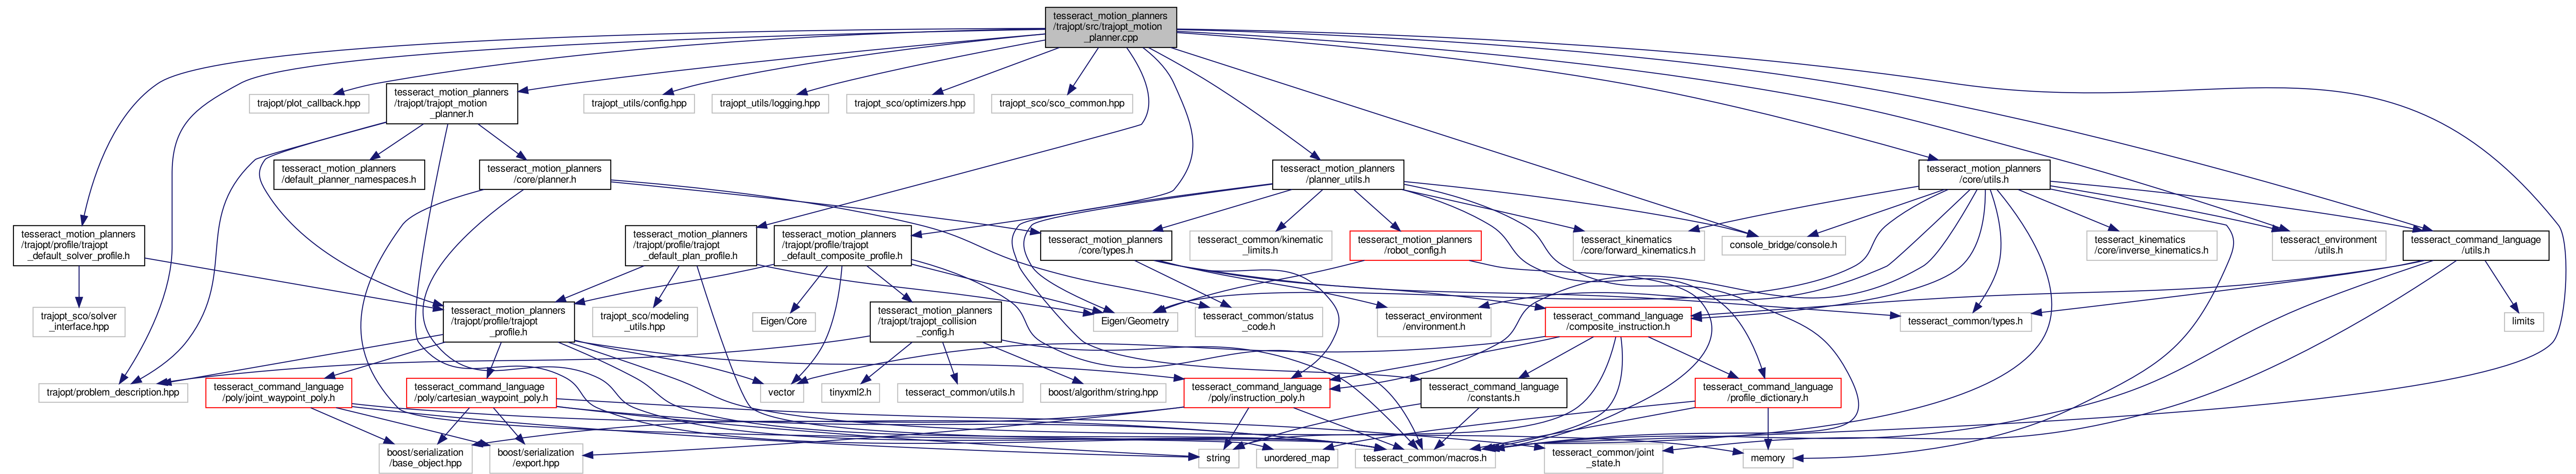 tesseract_motion_planners
/trajopt/src/trajopt_motion
_planner.cpp
tesseract_motion_planners
/trajopt/trajopt_motion
_planner.h
trajopt/plot_callback.hpp
trajopt_utils/config.hpp
trajopt_utils/logging.hpp
trajopt_sco/optimizers.hpp
trajopt_sco/sco_common.hpp
tesseract_motion_planners
/default_planner_namespaces.h
tesseract_motion_planners
/core/planner.h
tesseract_motion_planners
/planner_utils.h
tesseract_motion_planners
/core/utils.h
tesseract_motion_planners
/trajopt/profile/trajopt
_default_solver_profile.h
tesseract_motion_planners
/trajopt/profile/trajopt
_default_plan_profile.h
tesseract_motion_planners
/trajopt/profile/trajopt
_default_composite_profile.h
tesseract_motion_planners
/core/types.h
tesseract_common/kinematic
_limits.h
tesseract_motion_planners
/robot_config.h
tesseract_kinematics
/core/forward_kinematics.h
console_bridge/console.h
tesseract_kinematics
/core/inverse_kinematics.h
tesseract_environment
/utils.h
tesseract_command_language
/utils.h
trajopt_sco/solver
_interface.hpp
tesseract_motion_planners
/trajopt/profile/trajopt
_profile.h
trajopt_sco/modeling
_utils.hpp
Eigen/Core
tesseract_motion_planners
/trajopt/trajopt_collision
_config.h
Eigen/Geometry
tesseract_common/status
_code.h
tesseract_environment
/environment.h
tesseract_command_language
/composite_instruction.h
tesseract_common/types.h
limits
trajopt/problem_description.hpp
tesseract_command_language
/poly/joint_waypoint_poly.h
tesseract_command_language
/poly/cartesian_waypoint_poly.h
vector
tinyxml2.h
tesseract_common/utils.h
boost/algorithm/string.hpp
tesseract_command_language
/poly/instruction_poly.h
tesseract_command_language
/constants.h
tesseract_command_language
/profile_dictionary.h
boost/serialization
/base_object.hpp
boost/serialization
/export.hpp
string
unordered_map
tesseract_common/macros.h
tesseract_common/joint
_state.h
memory